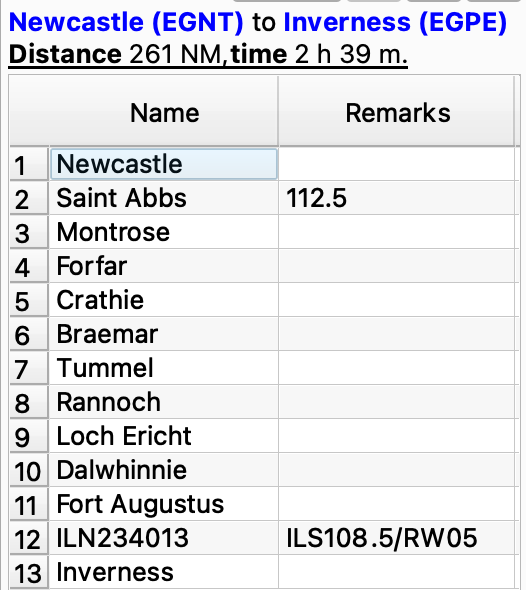 Newcastle (EGNT) to Inverness (EGPE)
Distance 261 NM,time 2 h 39 m.
Name Remarks
1 Newcastle
2 Saint Abbs 112.5
3 Montrose
4 Forfar
5 Crathie
6 Braemar
7 Tummel
8 Rannoch
9 Loch Ericht
10 Dalwhinnie
11 Fort Augustus
12 ILN234013 ILS108.5/RW05
13 Inverness